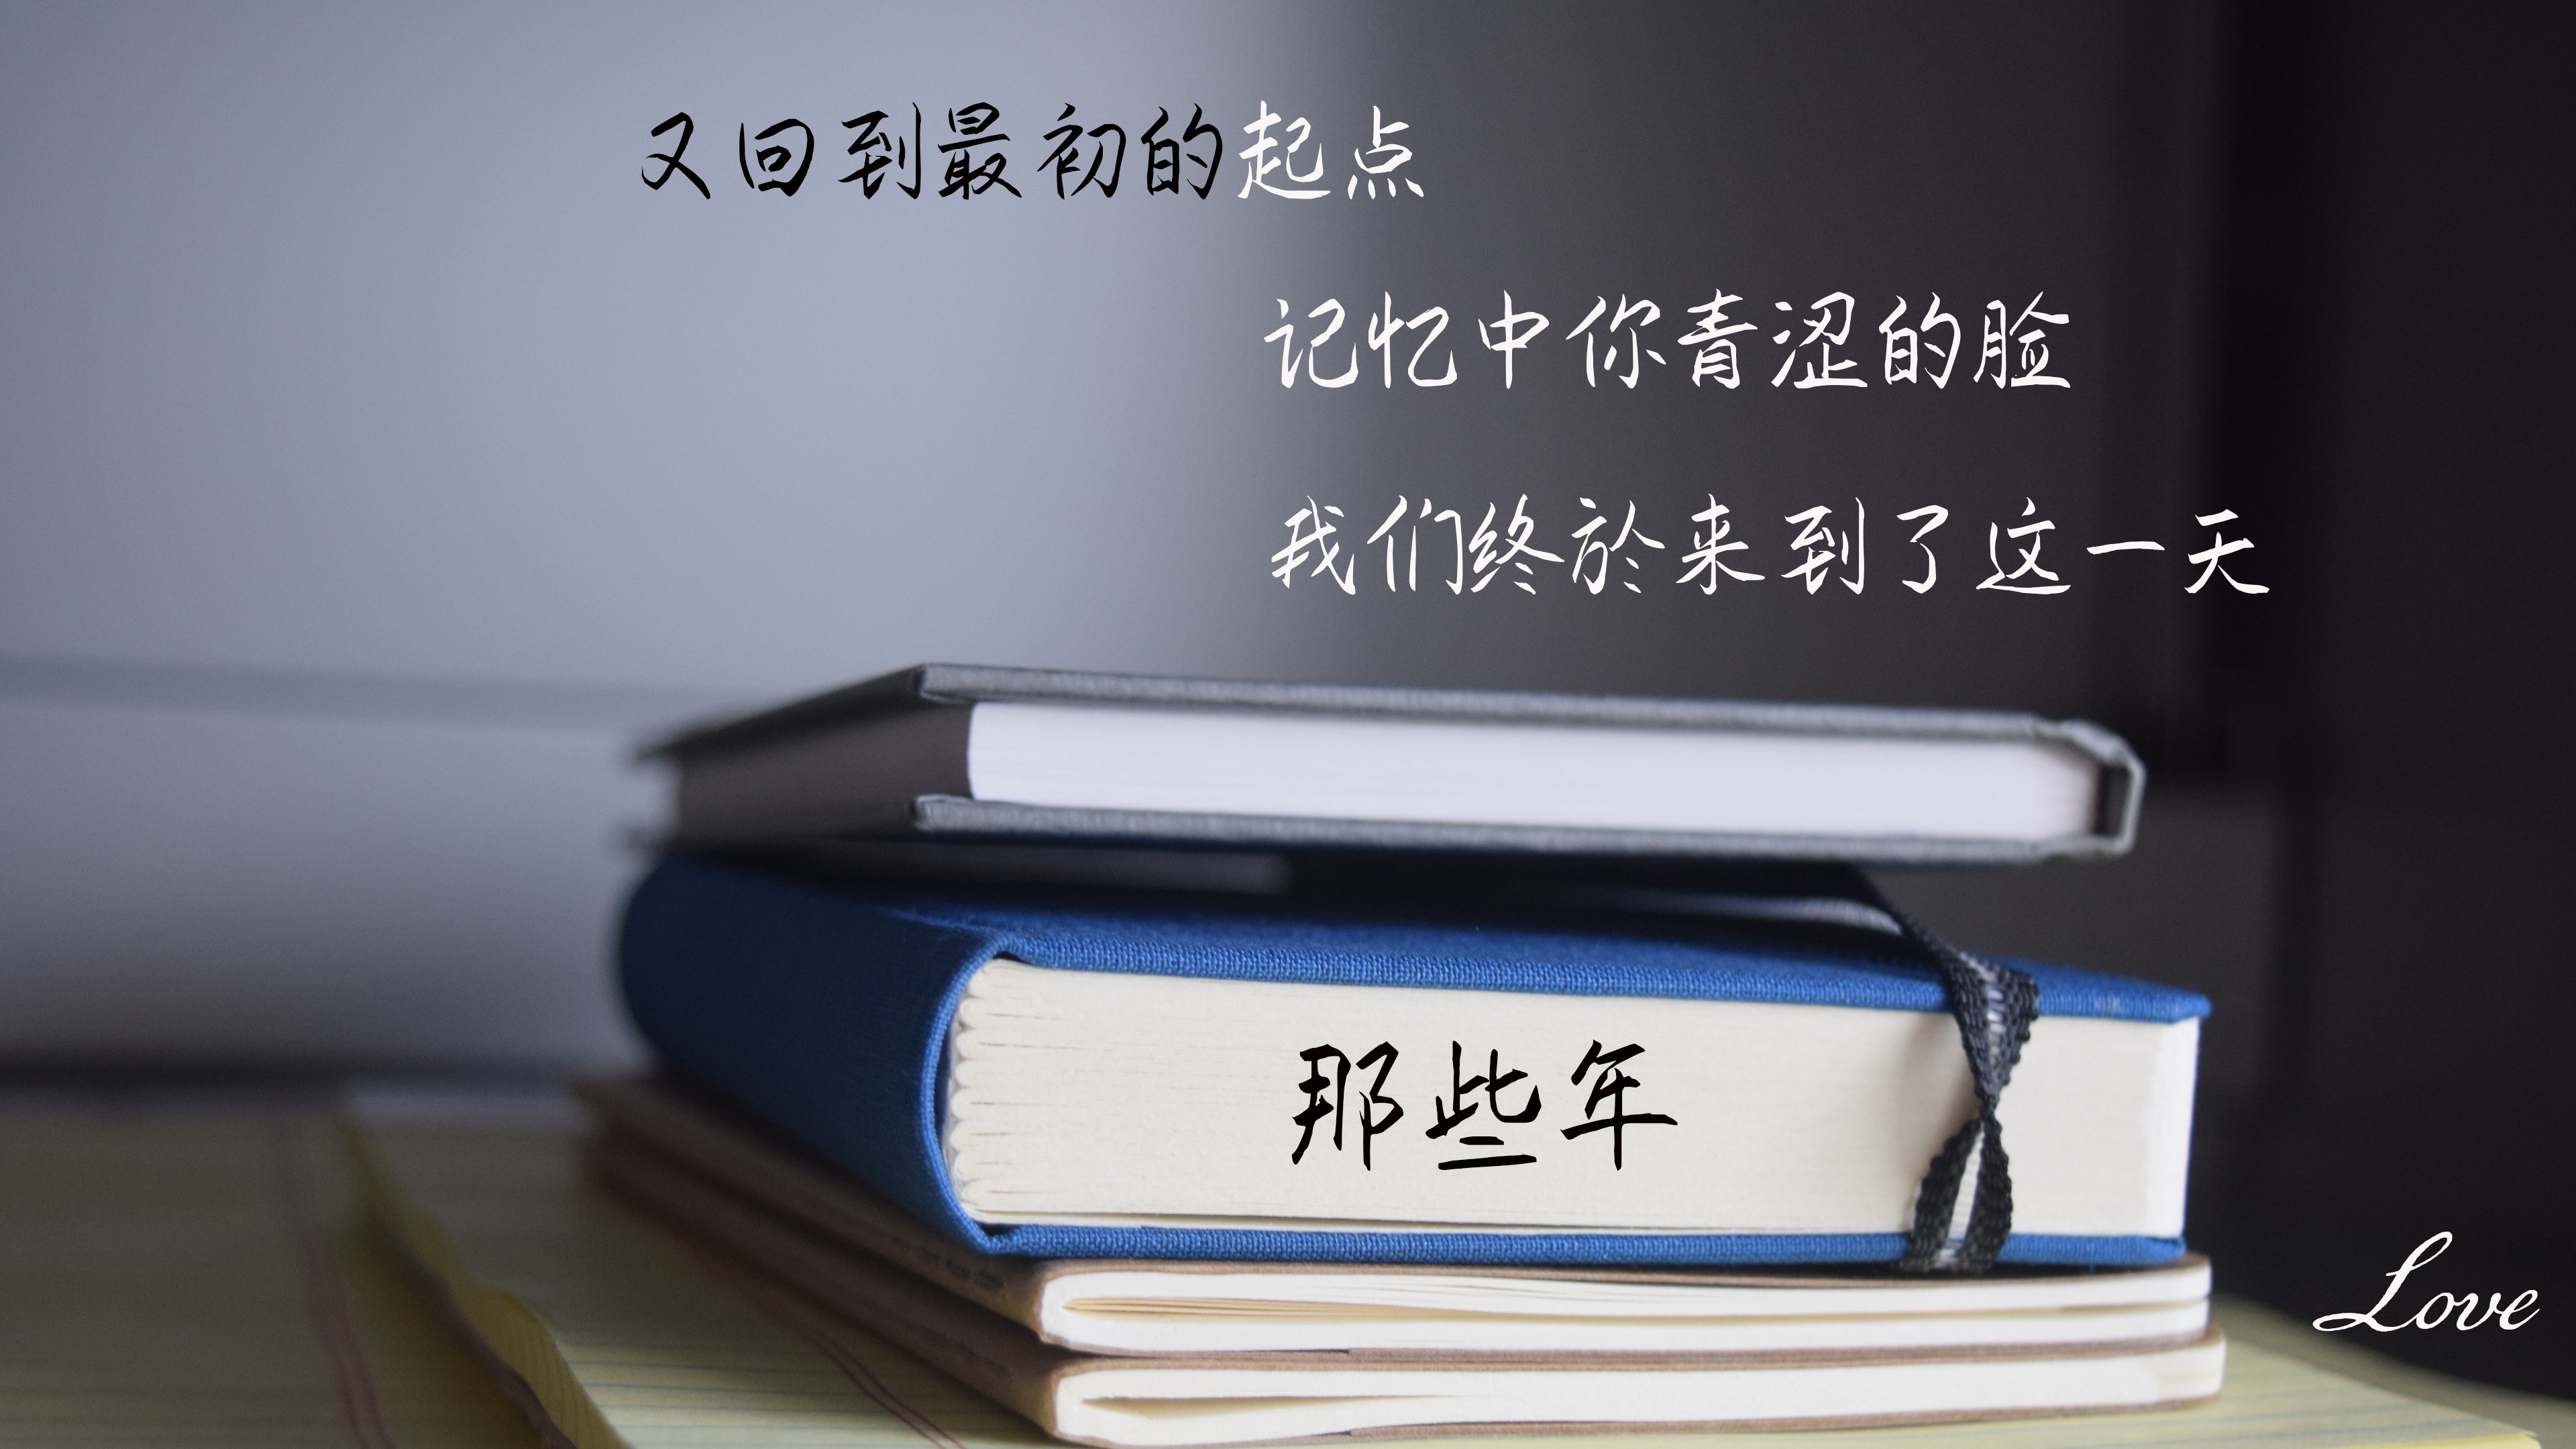 又回到最初的起点
记忆中你青涩的脸
我们终於来到了这一天
那些年
Love